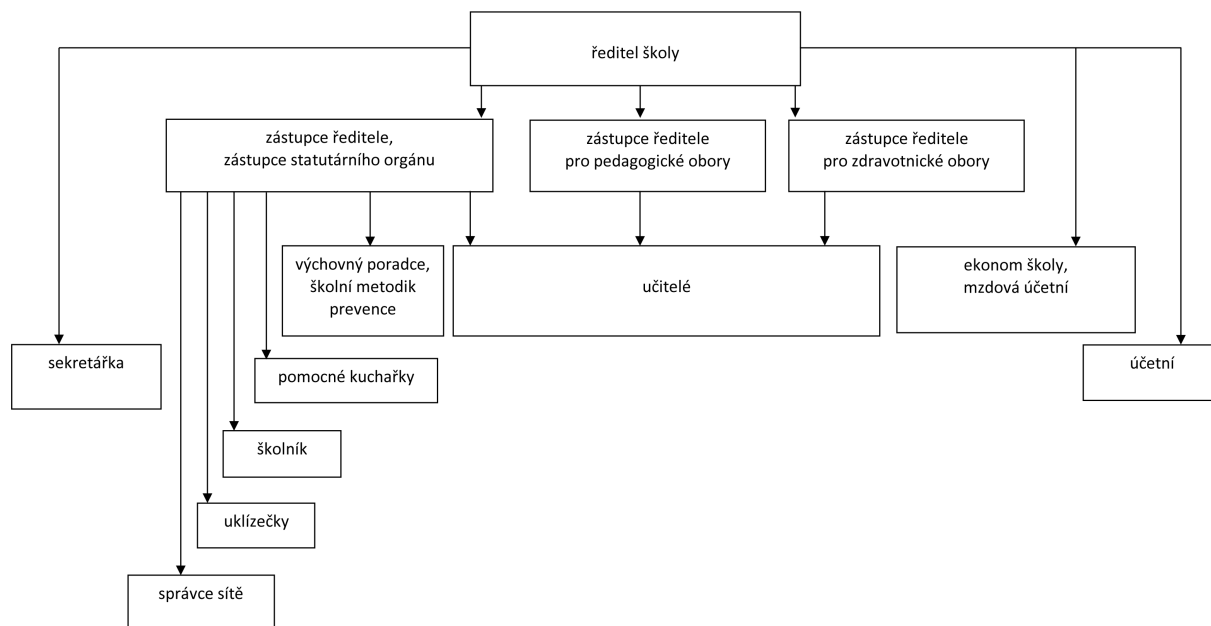 ředitel školy
zástupce ředitele,
zástupce statutárního orgánu
zástupce ředitele
pro pedagogické obory
zástupce ředitele
pro zdravotnické obory
výchovný poradce,
školní metodik
prevence
učitelé
ekonom školy,
mzdová účetní
sekretářka
pomocné kuchařky
účetní
školník
uklízečky
správce sítě